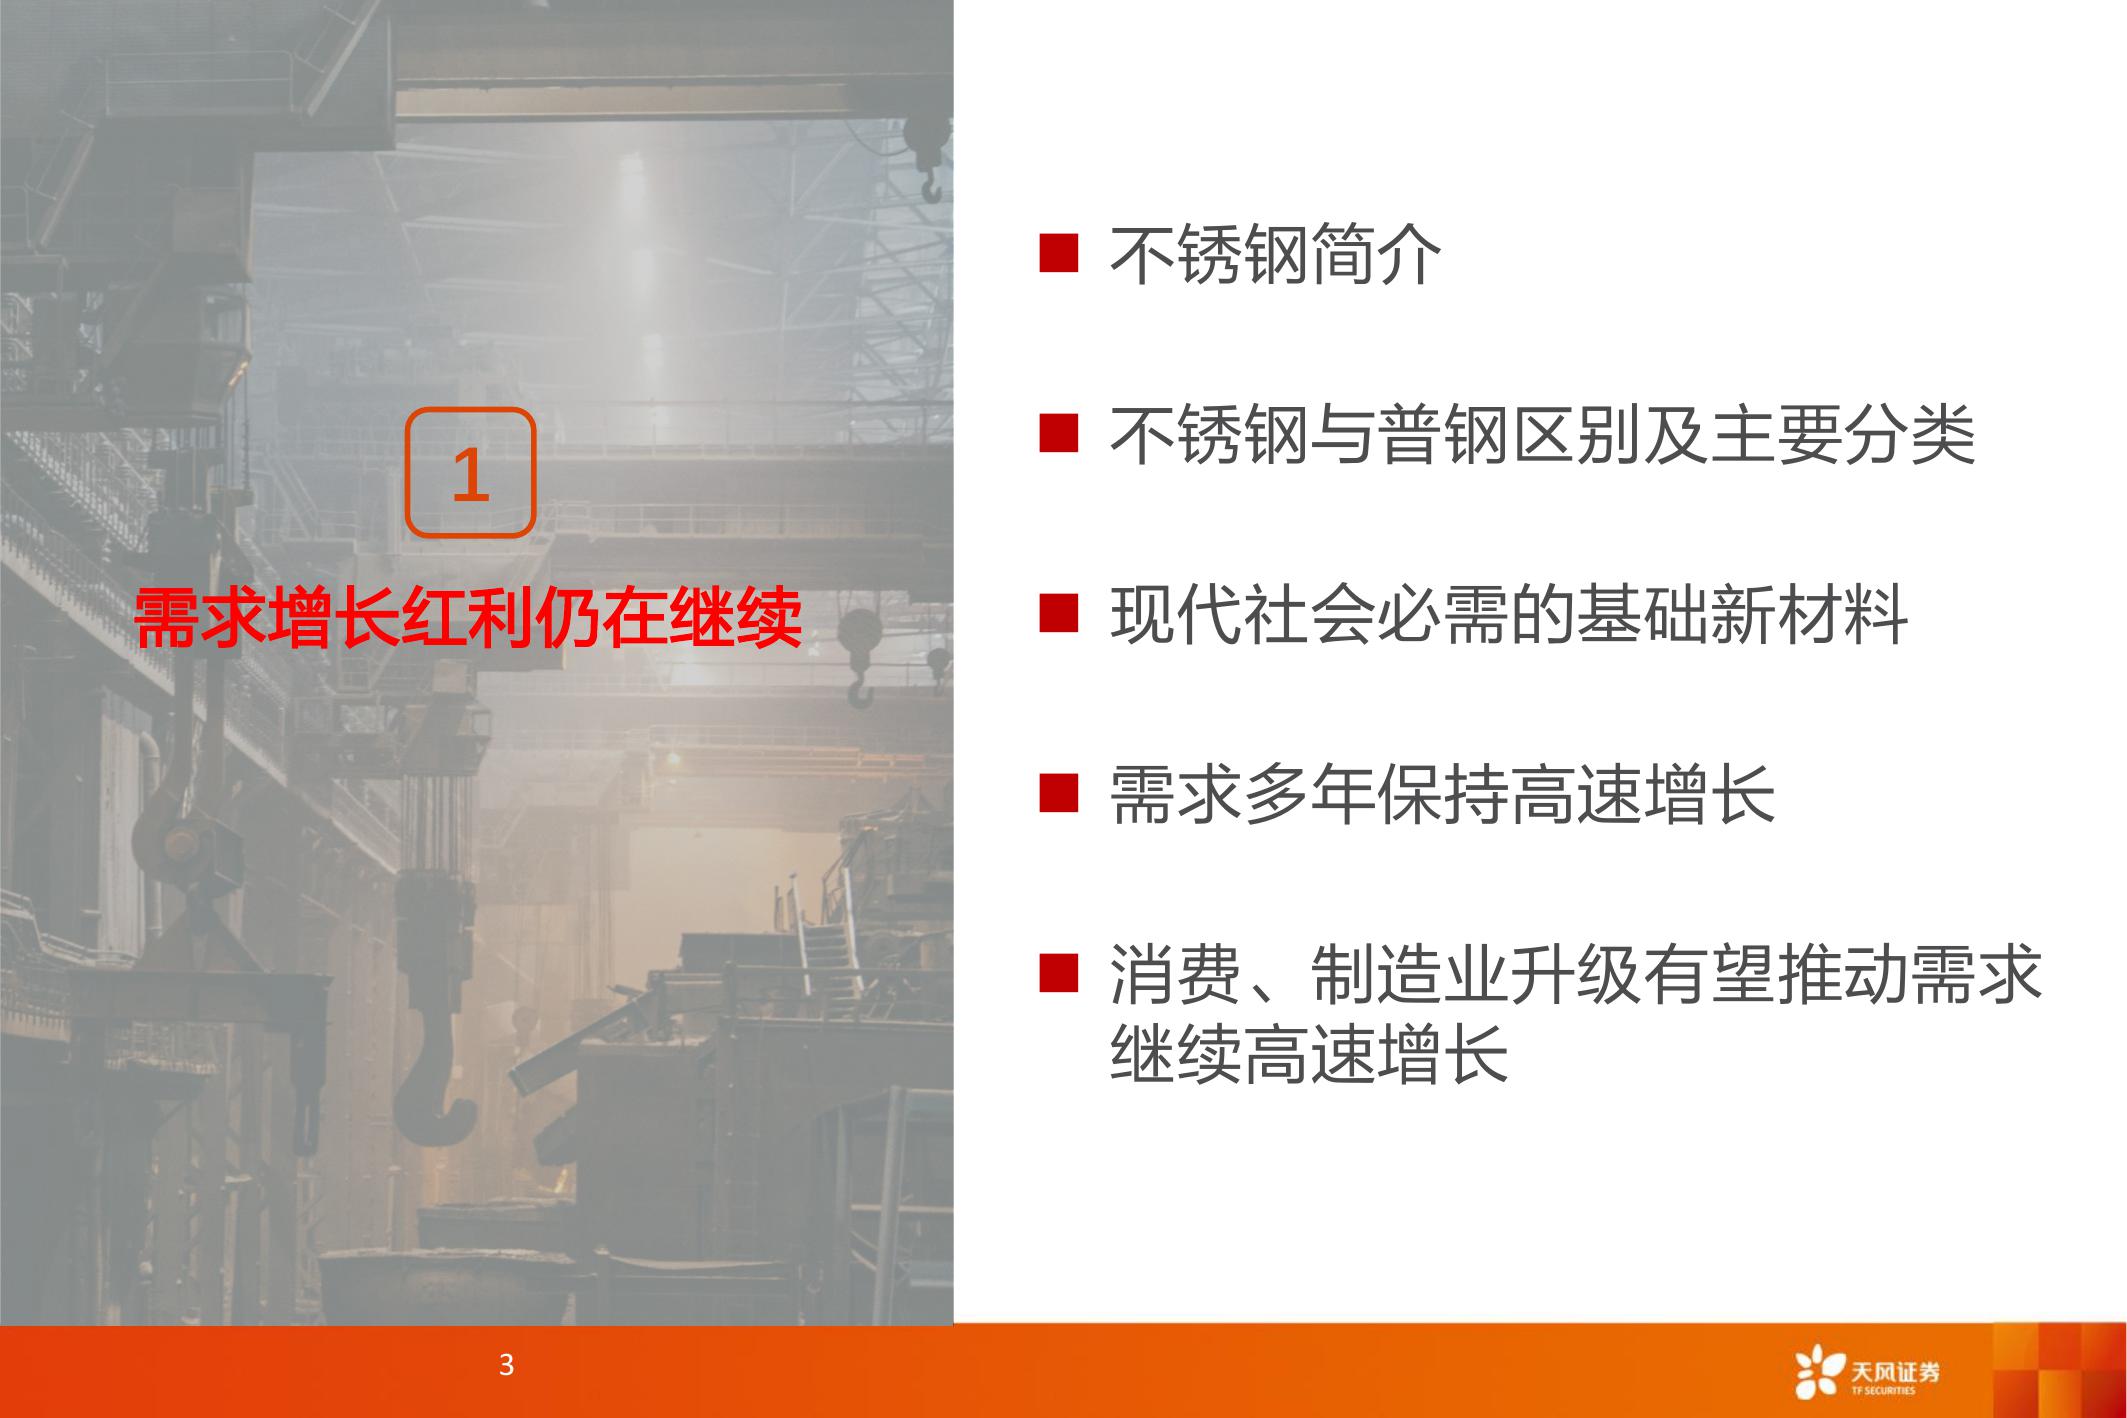 1
需求增长红利仍在继续
不锈钢简介
不锈钢与普钢区别及主要分类
现代社会必需的基础新材料
需求多年保持高速增长
消费、制造业升级有望推动需求
继续高速增长
3
天风证券
TF SECURITIES